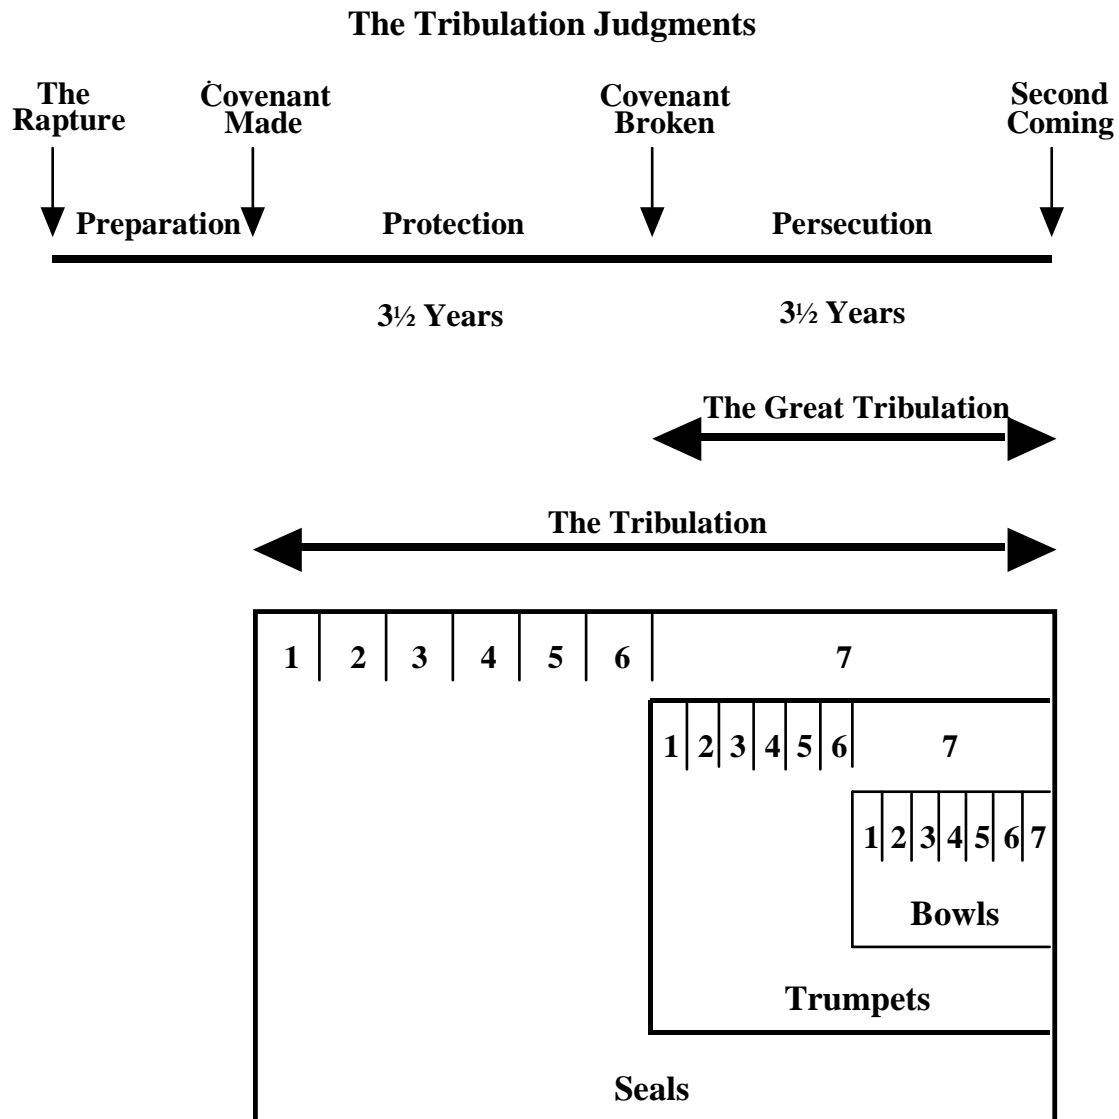 The Tribulation Judgments
The Rapture
Covenant Made
Covenant Broken
Second Coming
Preparation
Protection
Persecution
3½ Years
3½ Years
The Great Tribulation
The Tribulation
1 2 3 4 5 6 7
1 2 3 4 5 6 7
1 2 3 4 5 6 7
Bowls
Trumpets
Seals